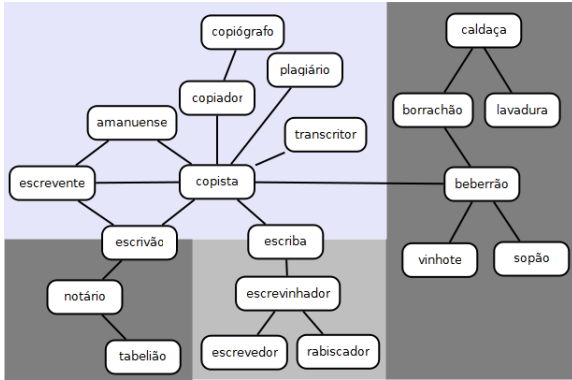 copiógrafo
caldaça
plagiário
copiador
borrachão
lavadura
amanuense
transcritor
escrevente
copista
beberrão
escrivão
escriba
vinhote
sopão
notário
escrevinhador
tabelião
escrevedor
rabiscador